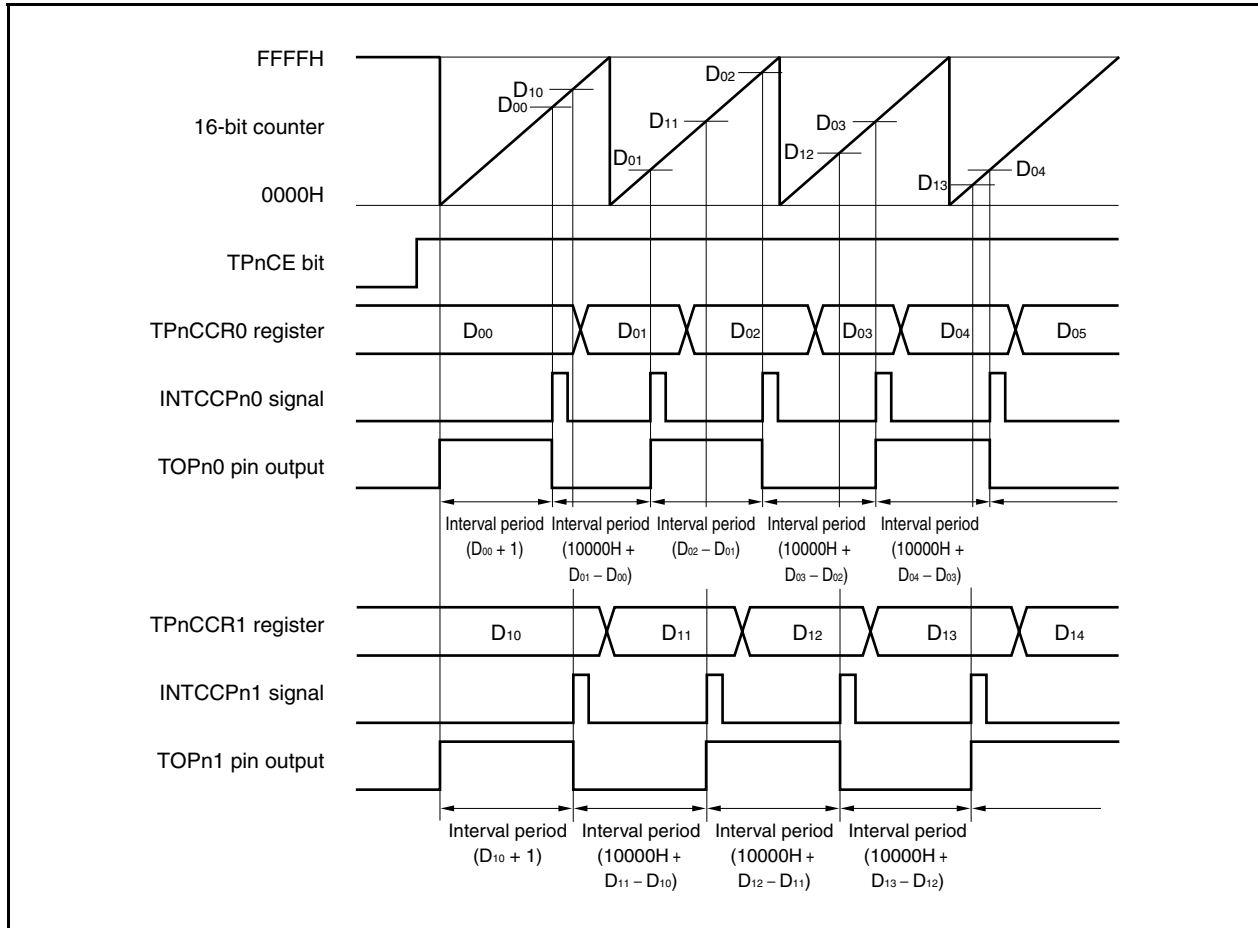 FFFFH
D10
D00
D02
16-bit counter
D11
D03
D12
D01
D04
D13
0000H
TPnCE bit
TPnCCR0 register
D00
D01
D02
D03
D04
D05
INTCCPn0 signal
TOPn0 pin output
Interval period
(D00 + 1)
Interval period
(10000H +
D01 – D00)
Interval period
(D02 – D01)
Interval period
(10000H +
D03 – D02)
Interval period
(10000H +
D04 – D03)
TPnCCR1 register
D10
D11
D12
D13
D14
INTCCPn1 signal
TOPn1 pin output
Interval period
(D10 + 1)
Interval period
(10000H +
D11 – D10)
Interval period
(10000H +
D12 – D11)
Interval period
(10000H +
D13 – D12)